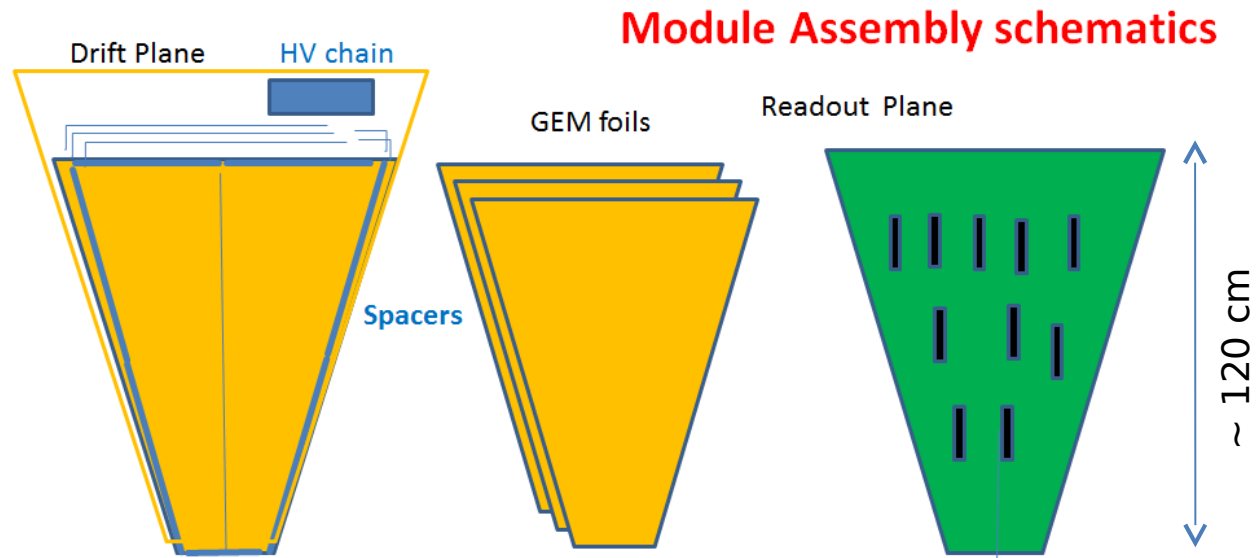 Module Assembly schematics
Drift Plane
HV chain
GEM foils
Readout Plane
Spacers
~ 120 cm